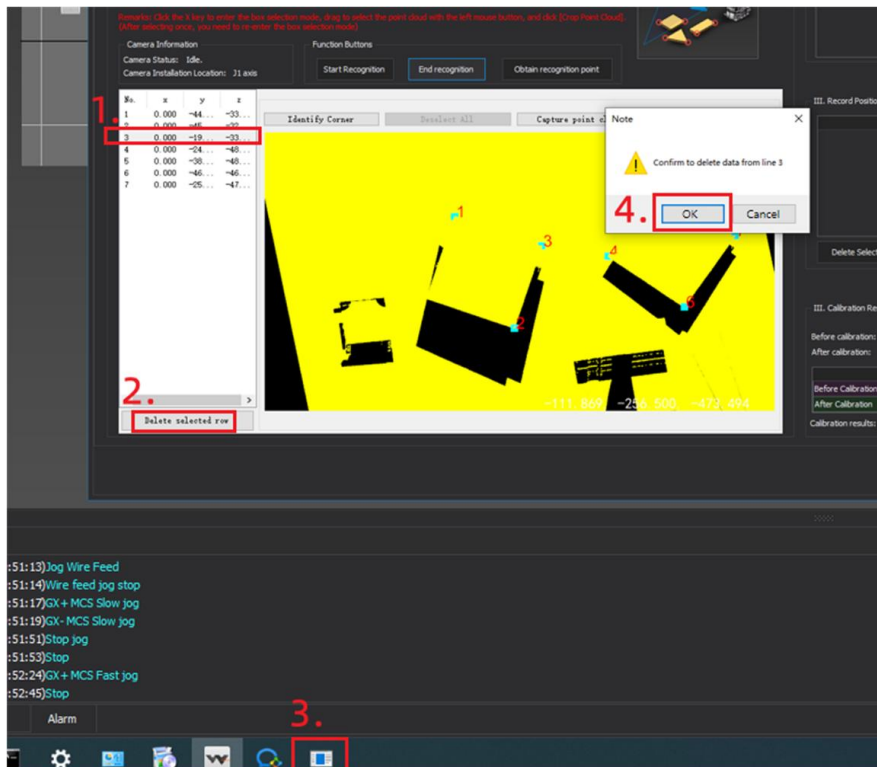 Remarks: Click the X key to enter the box selection mode, drag to select the point cloud with the left mouse button, and click [Crop Point Cloud].
(After selecting once, you need to re-enter the box selection mode)
Camera Information
Function Buttons
Camera Status: Idle.
Camera Installation Location: J1 axis
Start Recognition
End recognition
Obtain recognition point
1.
No. x y z
1 0.000 -44... -33...
2 0.000 -45...
3 0.000 -19... -33...
4 0.000 -24... -48...
5 0.000 -38... -48...
6 0.000 -46... -46...
7 0.000 -25... -47...
Identify Corner
Deselect All
Capture point cl
Note
Confirm to delete data from line 3
4.
OK
Cancel
III. Record Positio
Delete Select
1
3
4
2
6
-111 869 -256 500 -473 494
III. Calibration Re
Before calibration:
After calibration:
Before Calibration
After Calibration
Calibration results:
2.
Delete selected row
:51:13)Jog Wire Feed
:51:14)Wire feed jog stop
:51:17)GX+ MCS Slow jog
:51:19)GX- MCS Slow jog
:51:51)Stop jog
:51:53)Stop
:52:24)GX+ MCS Fast jog
:52:45)Stop
Alarm
3.